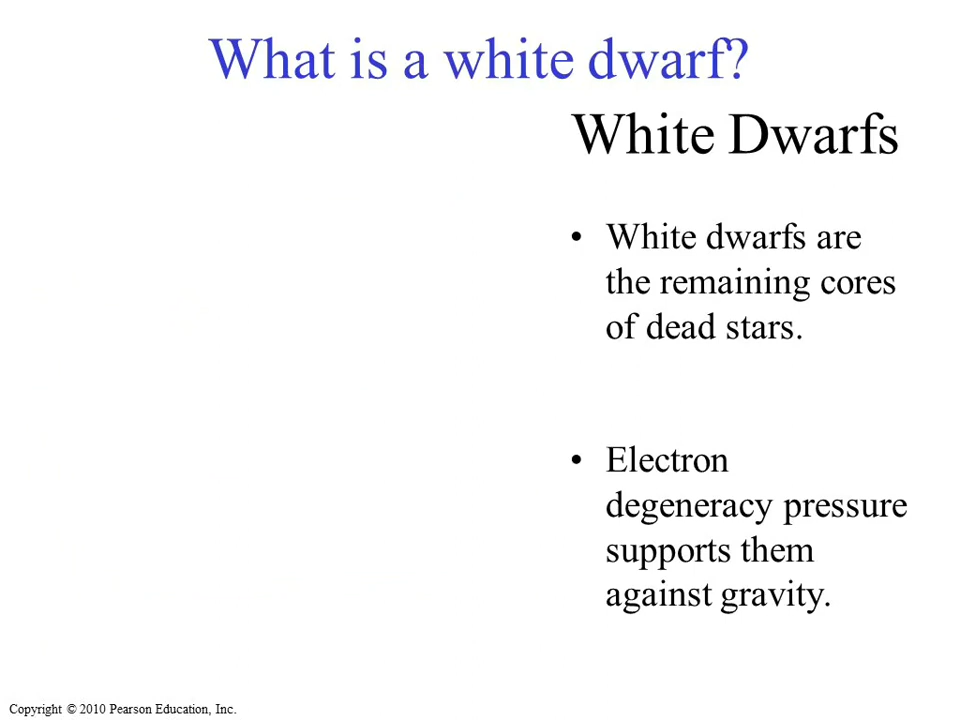 What is a white dwarf?
White Dwarfs
• White dwarfs are
the remaining cores
of dead stars.
• Electron
degeneracy pressure
supports them
against gravity.
Copyright © 2010 Pearson Education, Inc.